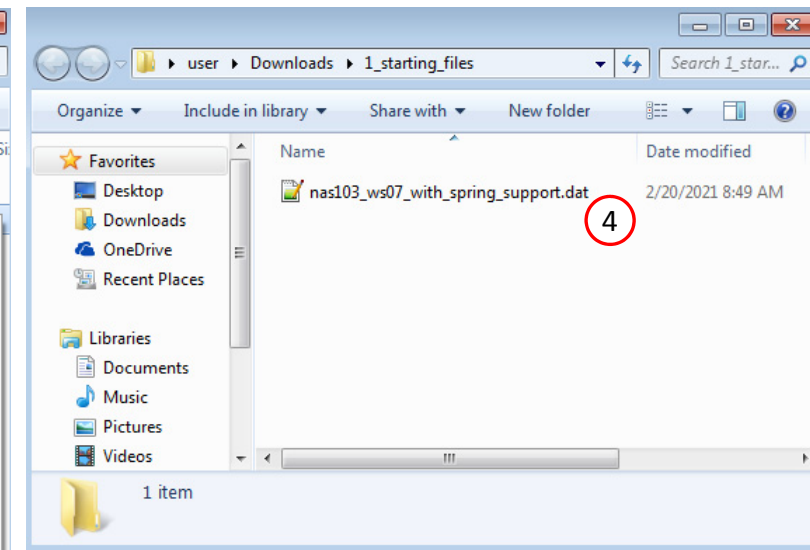 user Downloads 1_starting_files Search 1_star...
Organize Include in library Share with New folder
Name Date modified
Favorites
Desktop
Downloads
OneDrive
Recent Places
nas103_ws07_with_spring_support.dat 2/20/2021 8:49 AM
4
Libraries
Documents
Music
Pictures
Videos
1 item